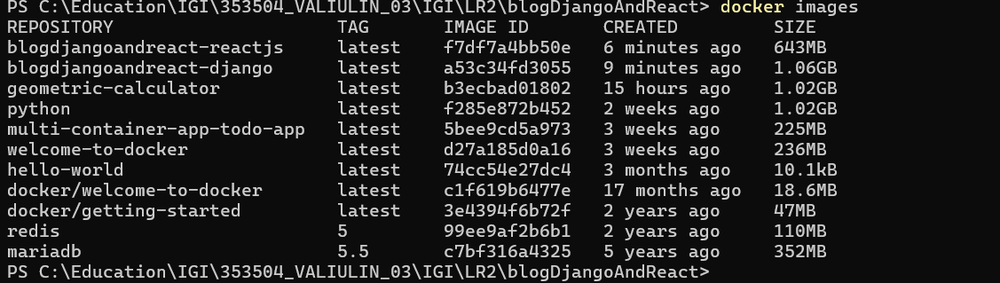 PS C:\Education\IGI\353504_VALIULIN_03\IGI\LR2\blogDjangoAndReact> docker images
REPOSITORY TAG IMAGE ID CREATED SIZE
blogdjangoandreact-reactjs latest f7df7a4bb50e 6 minutes ago 643MB
blogdjangoandreact-django latest a53c34fd3055 9 minutes ago 1.06GB
geometric-calculator latest b3ecbad01802 15 hours ago 1.02GB
python latest f285e872b452 2 weeks ago 1.02GB
multi-container-app-todo-app latest 5bee9cd5a973 3 weeks ago 225MB
welcome-to-docker latest d27a185d0a16 3 weeks ago 236MB
hello-world latest 74cc54e27dc4 3 months ago 10.1kB
docker/welcome-to-docker latest c1f619b6477e 17 months ago 18.6MB
docker/getting-started latest 3e4394f6b72f 2 years ago 47MB
redis 5 99ee9af2b6b1 2 years ago 110MB
mariadb 5.5 c7bf316a4325 5 years ago 352MB
PS C:\Education\IGI\353504_VALIULIN_03\IGI\LR2\blogDjangoAndReact>